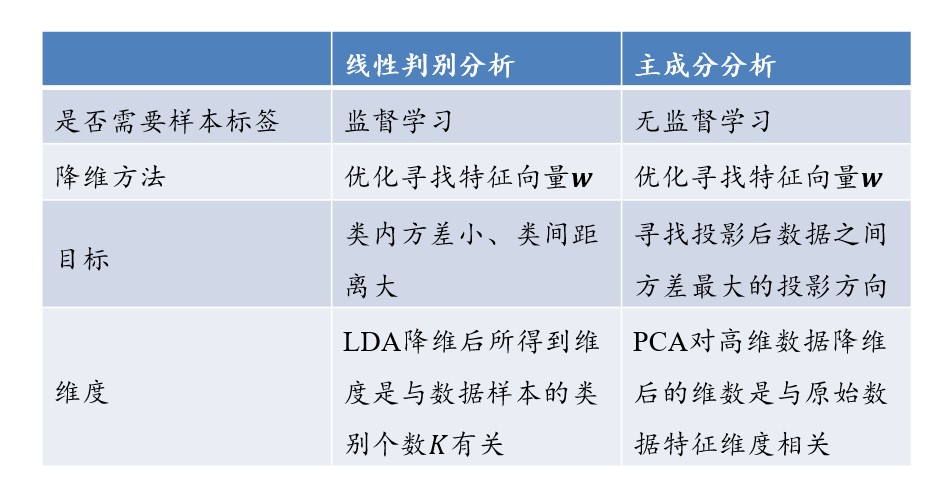 线性判别分析 主成分分析
是否需要样本标签 监督学习 无监督学习
降维方法 优化寻找特征向量w 优化寻找特征向量w
目标
类内方差小、类间距
离大
寻找投影后数据之间
方差最大的投影方向
维度
LDA降维后所得到维
度是与数据样本的类
别个数K有关
PCA对高维数据降维
后的维数是与原始数
据特征维度相关